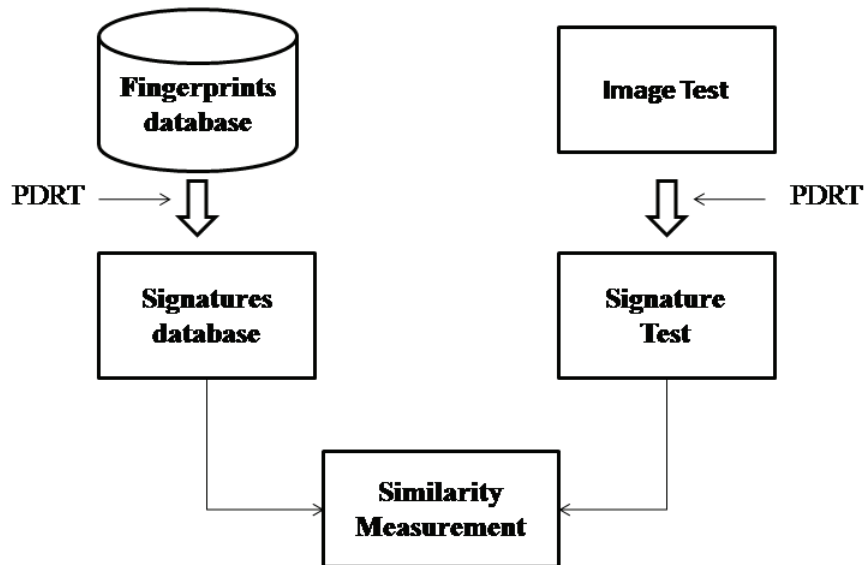 Fingerprints
database
Image Test
PDRT
PDRT
Signatures
database
Signature
Test
Similarity
Measurement